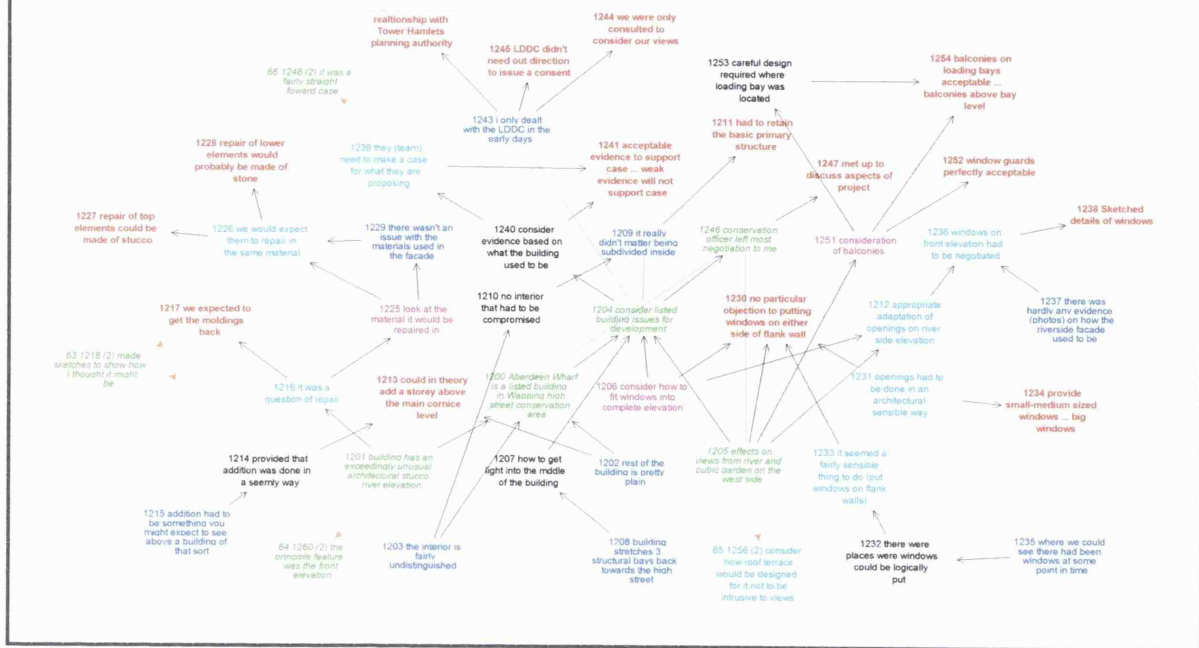 realtionship with
Tower Hamlets
planning authority
1245 LDDC didn't
need out direction
to issue a consent
1244 we were only
consulted to
consider our views
66 1248 (2) it was a
fairly straight
foward case
1243 i only dealt
with the LDDC in the
early days
1253 careful design
required where
loading bay was
located
1254 balconies on
loading bays
acceptable ...
balconies above bay
level
1228 repair of lower
elements would
probably be made of
stone
1239 they (team)
need to make a case
for what they are
proposing
1241 acceptable
evidence to support
case ... weak
evidence will not
support case
1211 had to retain
the basic primary
structure
1247 met up to
discuss aspects of
project
1252 window guards
perfectly acceptable
1227 repair of top
elements could be
made of stucco
1226 we would expect
them to repair in
the same material
1229 there wasn't an
issue with the
materials used in
the facade
1240 consider
evidence based on
what the building
used to be
1209 it really
didn't matter being
subdivided inside
1246 conservation
officer left most
negotiation to me
1251 consideration
of balconies
1236 windows on
front elevation had
to be negotiated
1238 Sketched
details of windows
1217 we expected to
get the moldings
back
1225 look at the
material it would be
repaired in
1210 no interior
that had to be
compromised
1204 consider listed
building issues for
development
1230 no particular
objection to putting
windows on either
side of flank wall
1212 appropriate
adaptation of
openings on river
side elevation
1237 there was
hardly any evidence
(photos) on how the
riverside facade
used to be
63 1218 (2) made
sketches to show how
I thought it might
be
1216 it was a
question of repair
1213 could in theory
add a storey above
the main cornice
level
1200 Aberdeen Wharf
is a listed building
in Wapping high
street conservation
area
1206 consider how to
fit windows into
complete elevation
1231 openings had to
be done in an
architectural
sensible way
1234 provide
small-medium sized
windows ... big
windows
1214 provided that
addition was done in
a seemly way
1201 building has an
exceedingly unusual
architectural stucco
river elevation
1207 how to get
light into the mddle
of the building
1202 rest of the
building is pretty
plain
1205 effects on
views from river and
cubic garden on the
west side
1233 it seemed a
fairly sensible
thing to do (put
windows on flank
walls)
1215 addition had to
be something you
might expect to see
above a building of
that sort
64 1260 (2) the
principle feature
was the front
elevation
1203 the interior is
fairly
undistinguished
1208 building
stretches 3
structural bays back
towards the high
street
65 1256 (2) consider
how roof terrace
would be designed
for it not to be
intrusive to views
1232 there were
places were windows
could be logically
put
1235 where we could
see there had been
windows at some
point in time